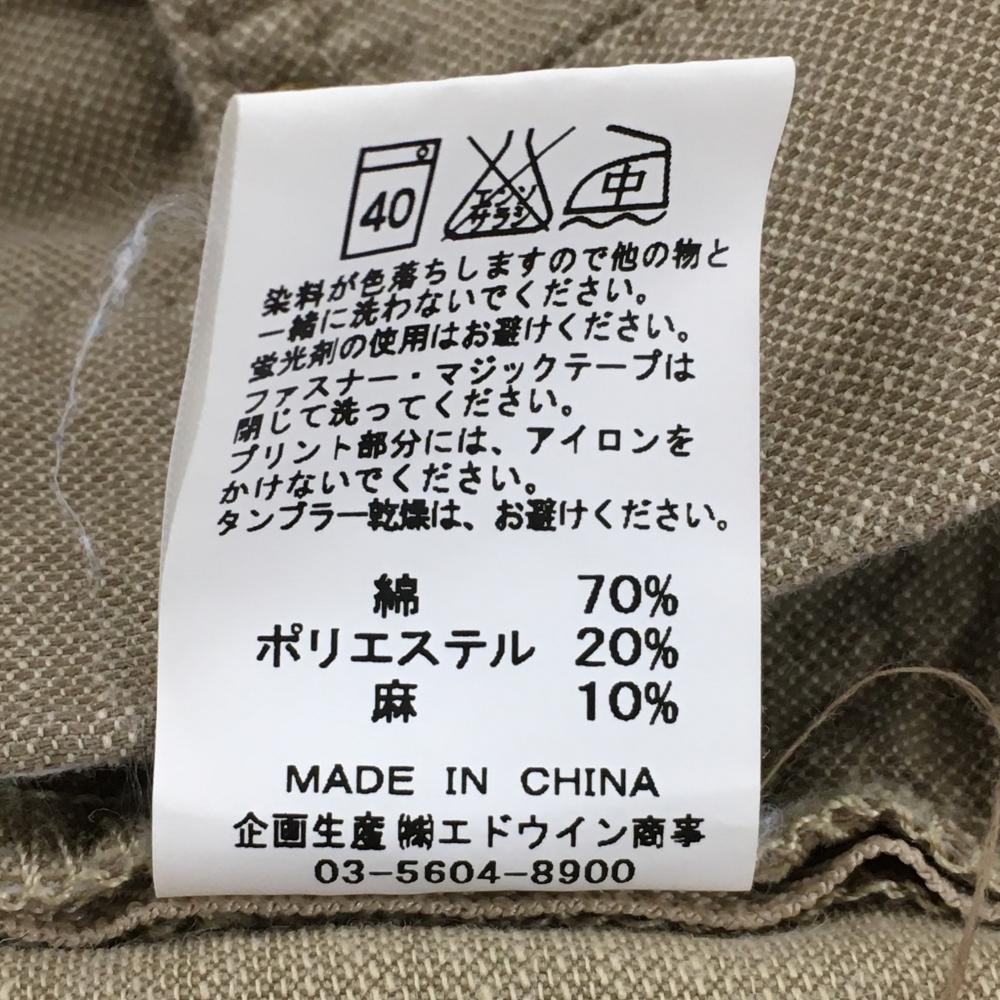 40
エンソ
サラシ
中
染料が色落ちしますので他の物と
一緒に洗わないでください。
蛍光剤の使用はお避けください。
ファスナー・マジックテープは
閉じて洗ってください。
プリント部分には、アイロンを
かけないでください。
タンブラー乾燥は、お避けください。
綿 70%
ポリエステル 20%
麻 10%
MADE IN CHINA
企画生産㈱エドウイン商事
03-5604-8900